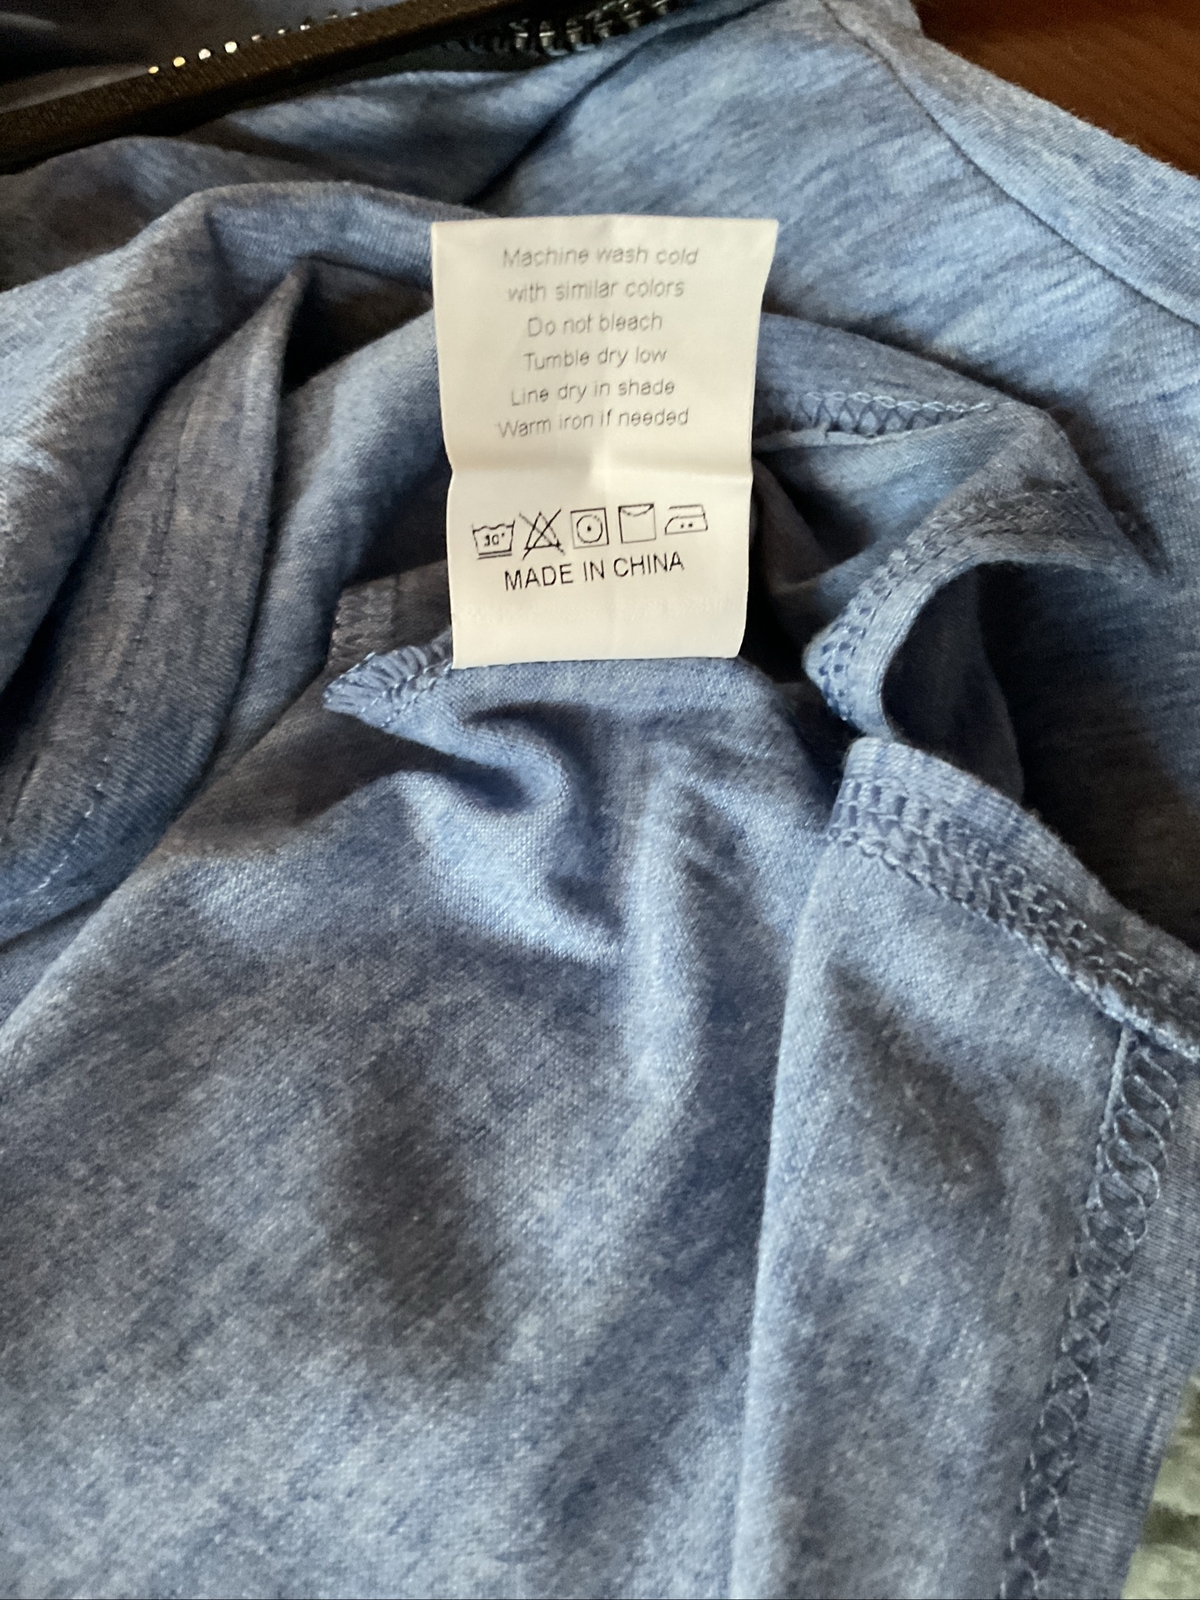 Machine wash cold
with similar colors
Do not bleach
Tumble dry low
Line dry in shade
Warm iron if needed
30°
MADE IN CHINA